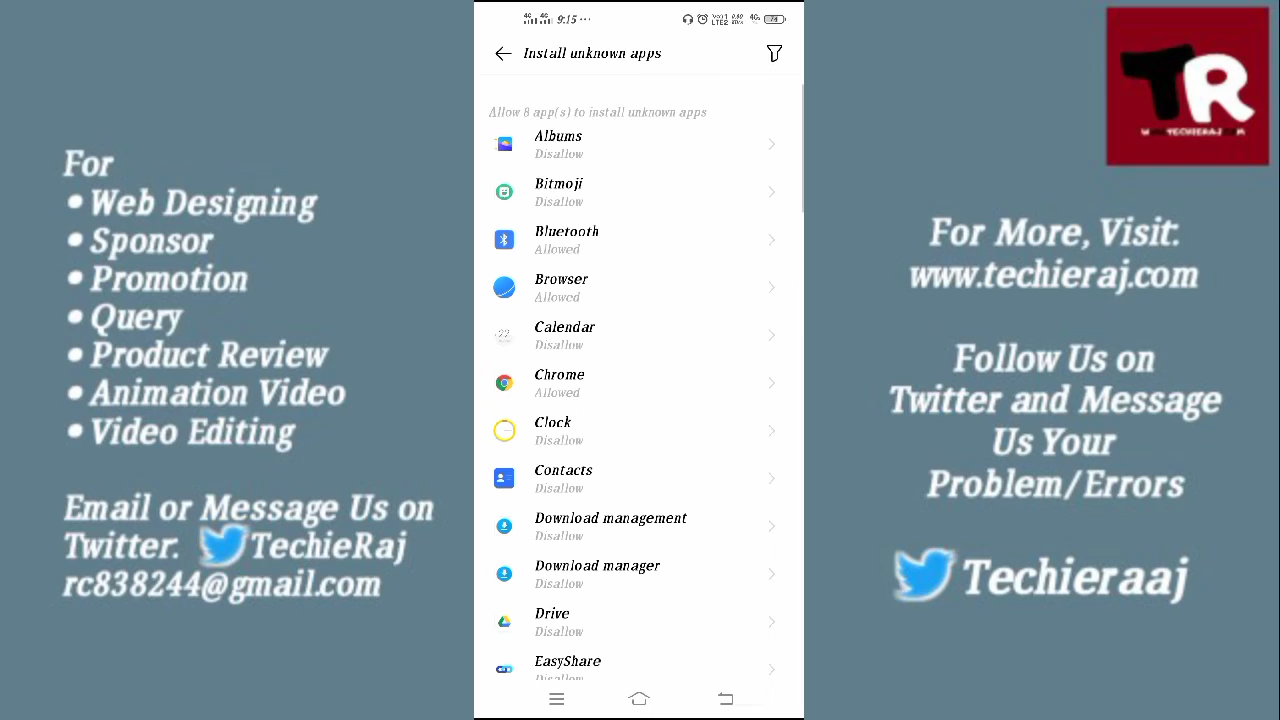 For
• Web Designing
• Sponsor
• Promotion
• Query
• Product Review
• Animation Video
• Video Editing
Email or Message Us on
Twitter. TechieRaj
rc838244@gmail.com
9:15 ...
Install unknown apps
Allow 8 app(s) to install unknown apps
Albums
Disallow
Bitmoji
Disallow
Bluetooth
Allowed
Browser
Allowed
Calendar
Disallow
Chrome
Allowed
Clock
Disallow
Contacts
Disallow
Download management
Disallow
Download manager
Disallow
Drive
Disallow
EasyShare
Disallow
TR
For More, Visit:
www.techieraj.com
Follow Us on
Twitter and Message
Us Your
Problem/Errors
Techieraaj